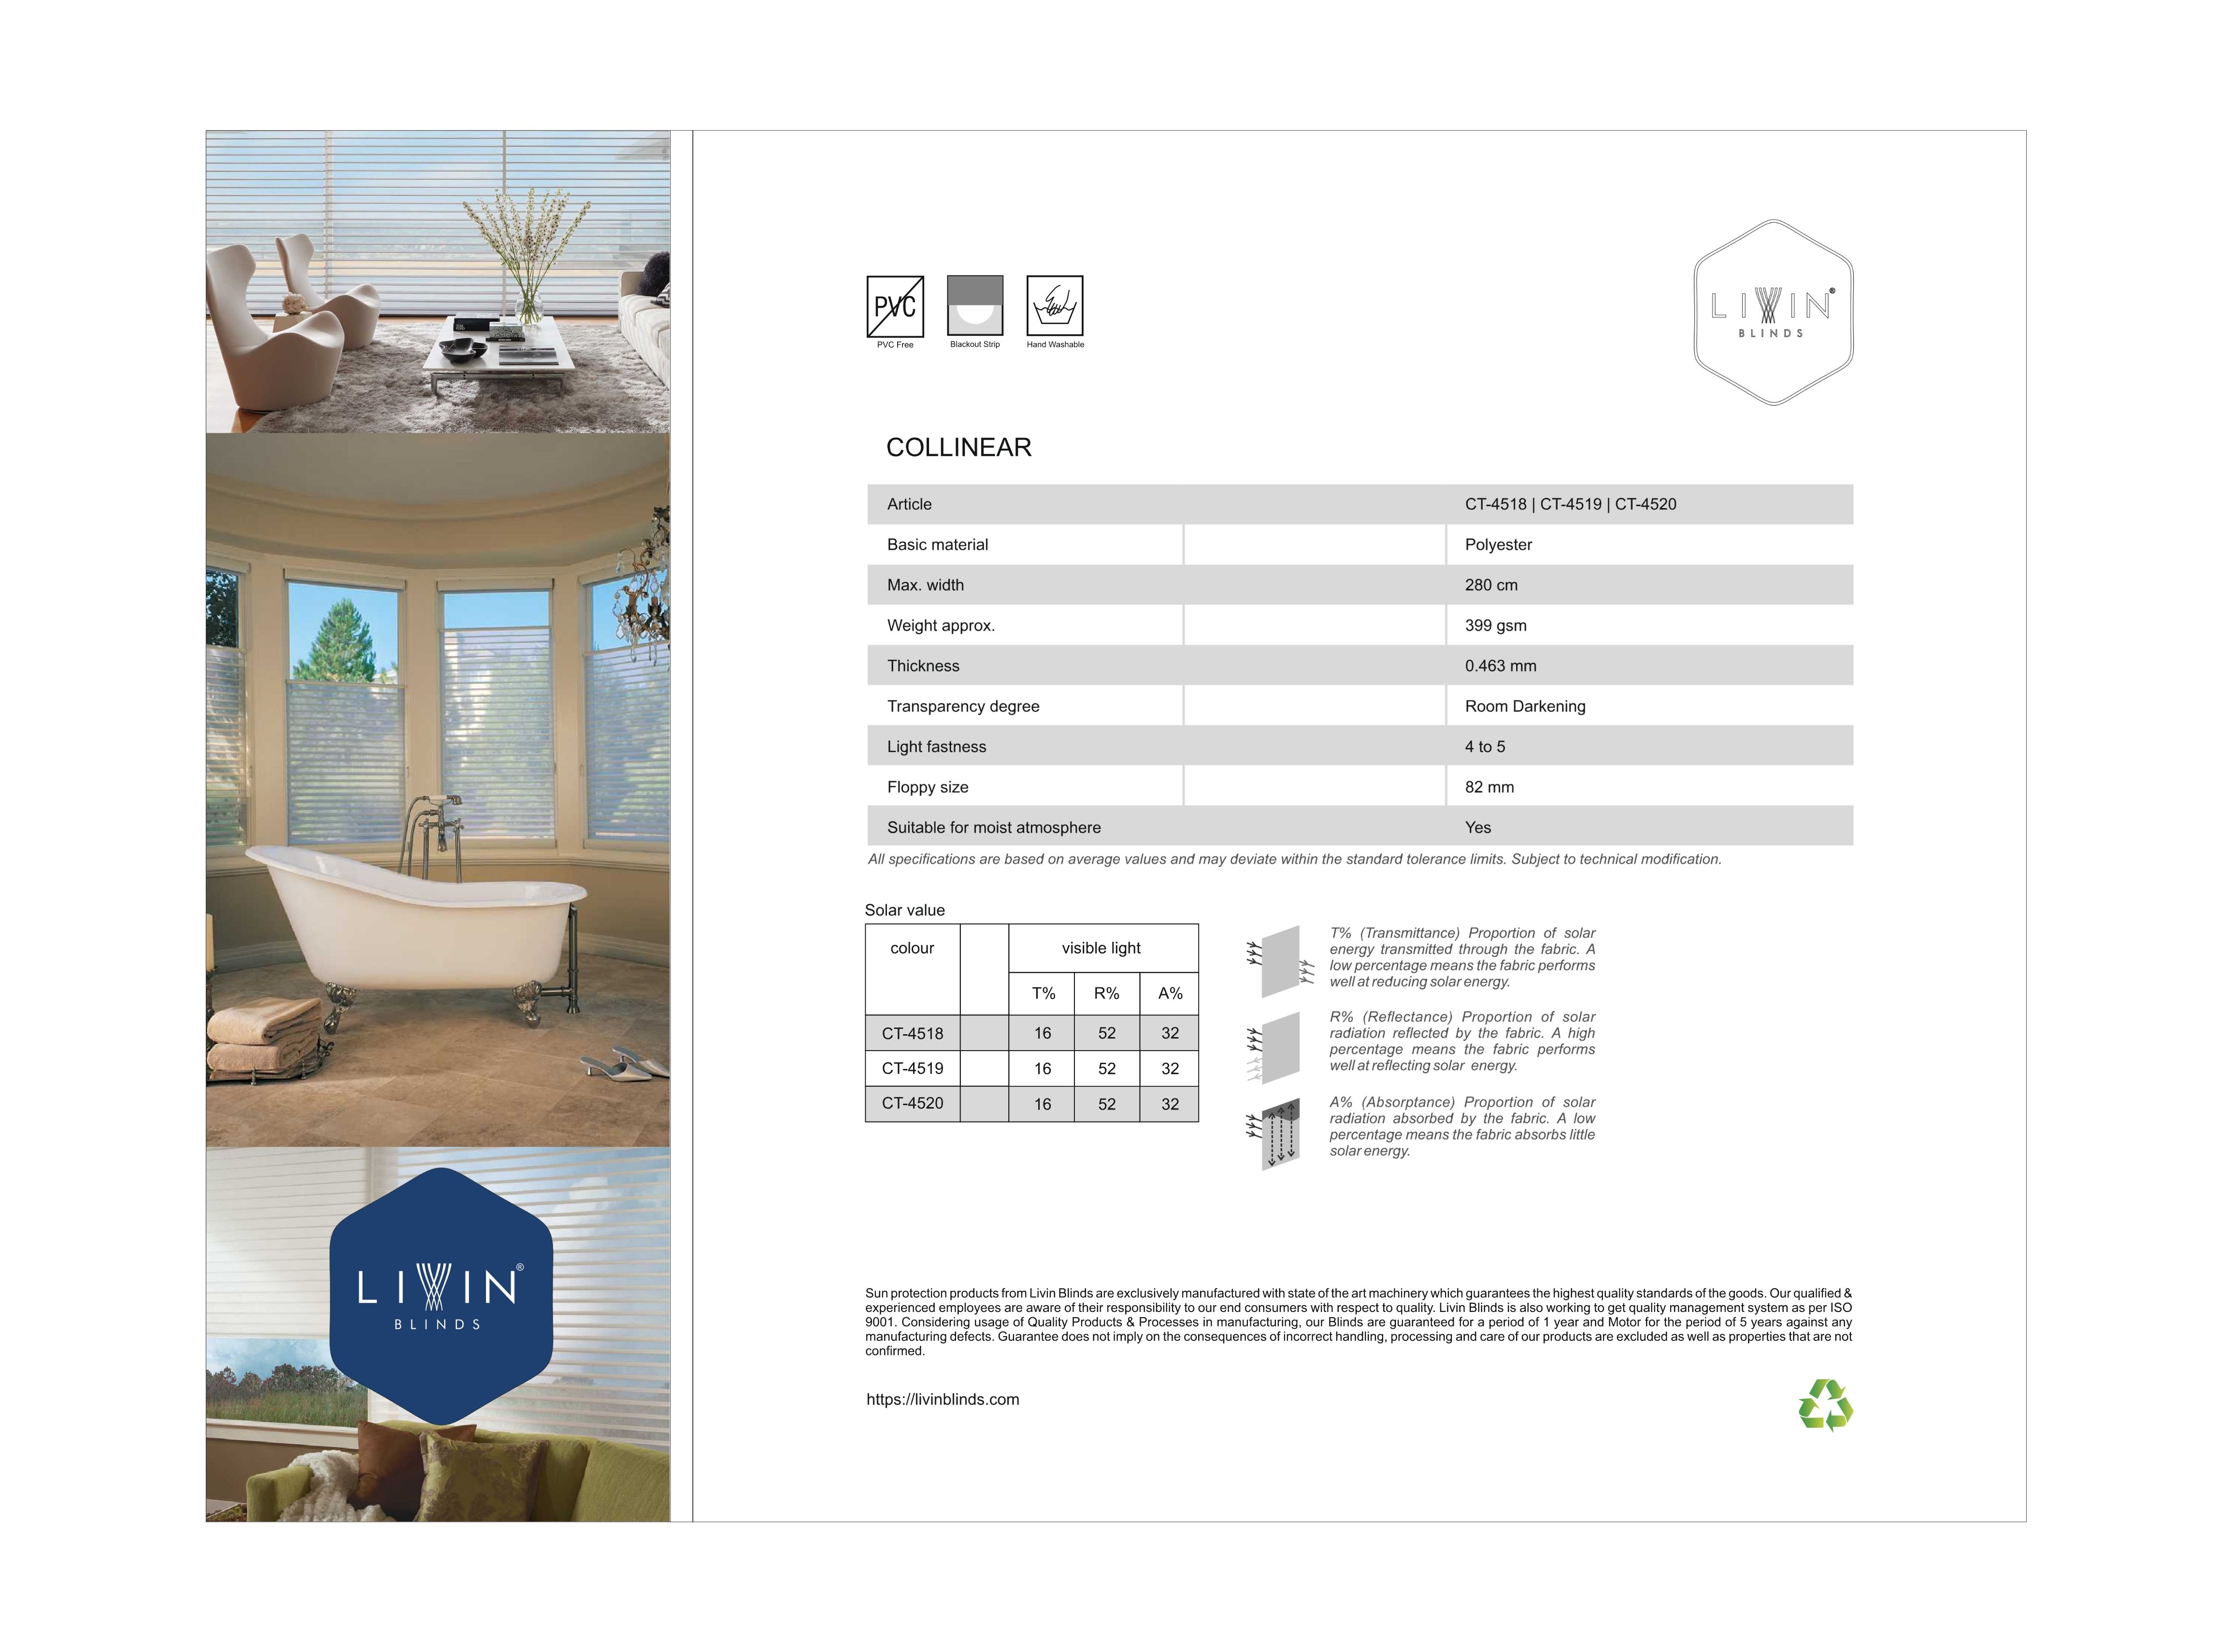 PVC
PVC Free
Blackout Strip
Hand Washable
LIVIN®
BLINDS
COLLINEAR
Article CT-4518 | CT-4519 | CT-4520
Basic material Polyester
Max. width 280 cm
Weight approx. 399 gsm
Thickness 0.463 mm
Transparency degree Room Darkening
Light fastness 4 to 5
Floppy size 82 mm
Suitable for moist atmosphere Yes
All specifications are based on average values and may deviate within the standard tolerance limits. Subject to technical modification.
Solar value
colour visible light
T% R% A%
CT-4518 16 52 32
CT-4519 16 52 32
CT-4520 16 52 32
T% (Transmittance) Proportion of solar
energy transmitted through the fabric. A
low percentage means the fabric performs
well at reducing solar energy.
R% (Reflectance) Proportion of solar
radiation reflected by the fabric. A high
percentage means the fabric performs
well at reflecting solar energy.
A% (Absorptance) Proportion of solar
radiation absorbed by the fabric. A low
percentage means the fabric absorbs little
solar energy.
LIVIN®
BLINDS
Sun protection products from Livin Blinds are exclusively manufactured with state of the art machinery which guarantees the highest quality standards of the goods. Our qualified &
experienced employees are aware of their responsibility to our end consumers with respect to quality. Livin Blinds is also working to get quality management system as per ISO
9001. Considering usage of Quality Products & Processes in manufacturing, our Blinds are guaranteed for a period of 1 year and Motor for the period of 5 years against any
manufacturing defects. Guarantee does not imply on the consequences of incorrect handling, processing and care of our products are excluded as well as properties that are not
confirmed.
https://livinblinds.com